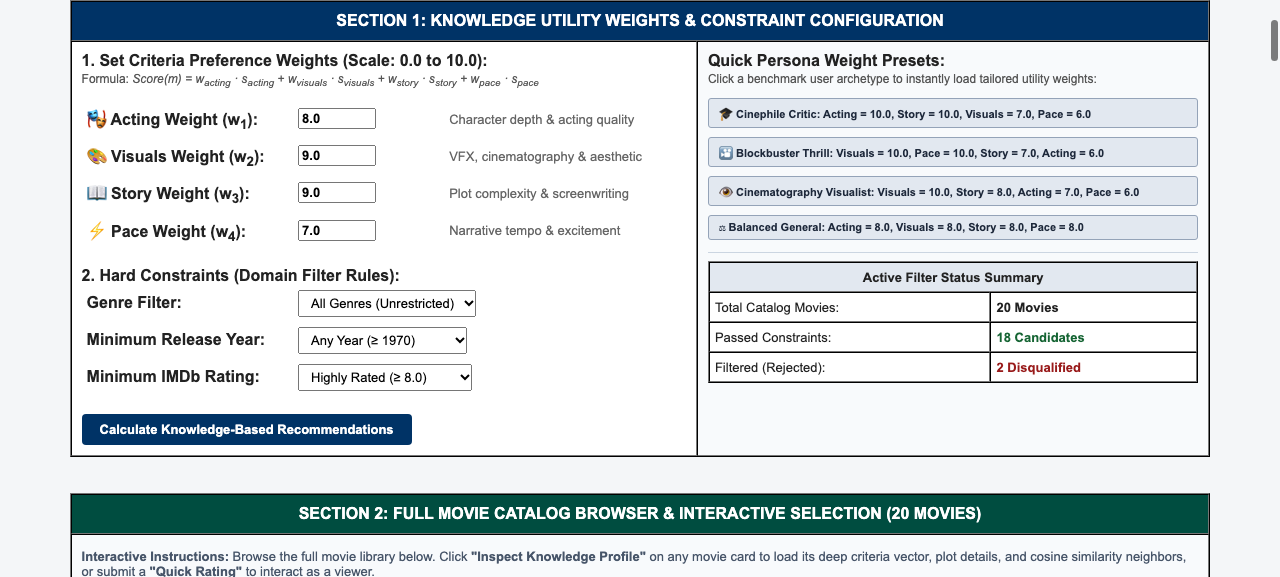 SECTION 1: KNOWLEDGE UTILITY WEIGHTS & CONSTRAINT CONFIGURATION
1. Set Criteria Preference Weights (Scale: 0.0 to 10.0):
Formula: Score(m) = w_acting · s_acting + w_visuals · s_visuals + w_story · s_story + w_pace · s_pace
🎭 Acting Weight (w₁):
8.0
Character depth & acting quality
🎨 Visuals Weight (w₂):
9.0
VFX, cinematography & aesthetic
📖 Story Weight (w₃):
9.0
Plot complexity & screenwriting
⚡ Pace Weight (w₄):
7.0
Narrative tempo & excitement
2. Hard Constraints (Domain Filter Rules):
Genre Filter:
All Genres (Unrestricted)
Minimum Release Year:
Any Year (≥ 1970)
Minimum IMDb Rating:
Highly Rated (≥ 8.0)
Calculate Knowledge-Based Recommendations
Quick Persona Weight Presets:
Click a benchmark user archetype to instantly load tailored utility weights:
🎓 Cinephile Critic: Acting = 10.0, Story = 10.0, Visuals = 7.0, Pace = 6.0
🎦 Blockbuster Thrill: Visuals = 10.0, Pace = 10.0, Story = 7.0, Acting = 6.0
👁 Cinematography Visualist: Visuals = 10.0, Story = 8.0, Acting = 7.0, Pace = 6.0
⚖ Balanced General: Acting = 8.0, Visuals = 8.0, Story = 8.0, Pace = 8.0
Active Filter Status Summary
Total Catalog Movies:
20 Movies
Passed Constraints:
18 Candidates
Filtered (Rejected):
2 Disqualified
SECTION 2: FULL MOVIE CATALOG BROWSER & INTERACTIVE SELECTION (20 MOVIES)
Interactive Instructions: Browse the full movie library below. Click "Inspect Knowledge Profile" on any movie card to load its deep criteria vector, plot details, and cosine similarity neighbors,
or submit a "Quick Rating" to interact as a viewer.